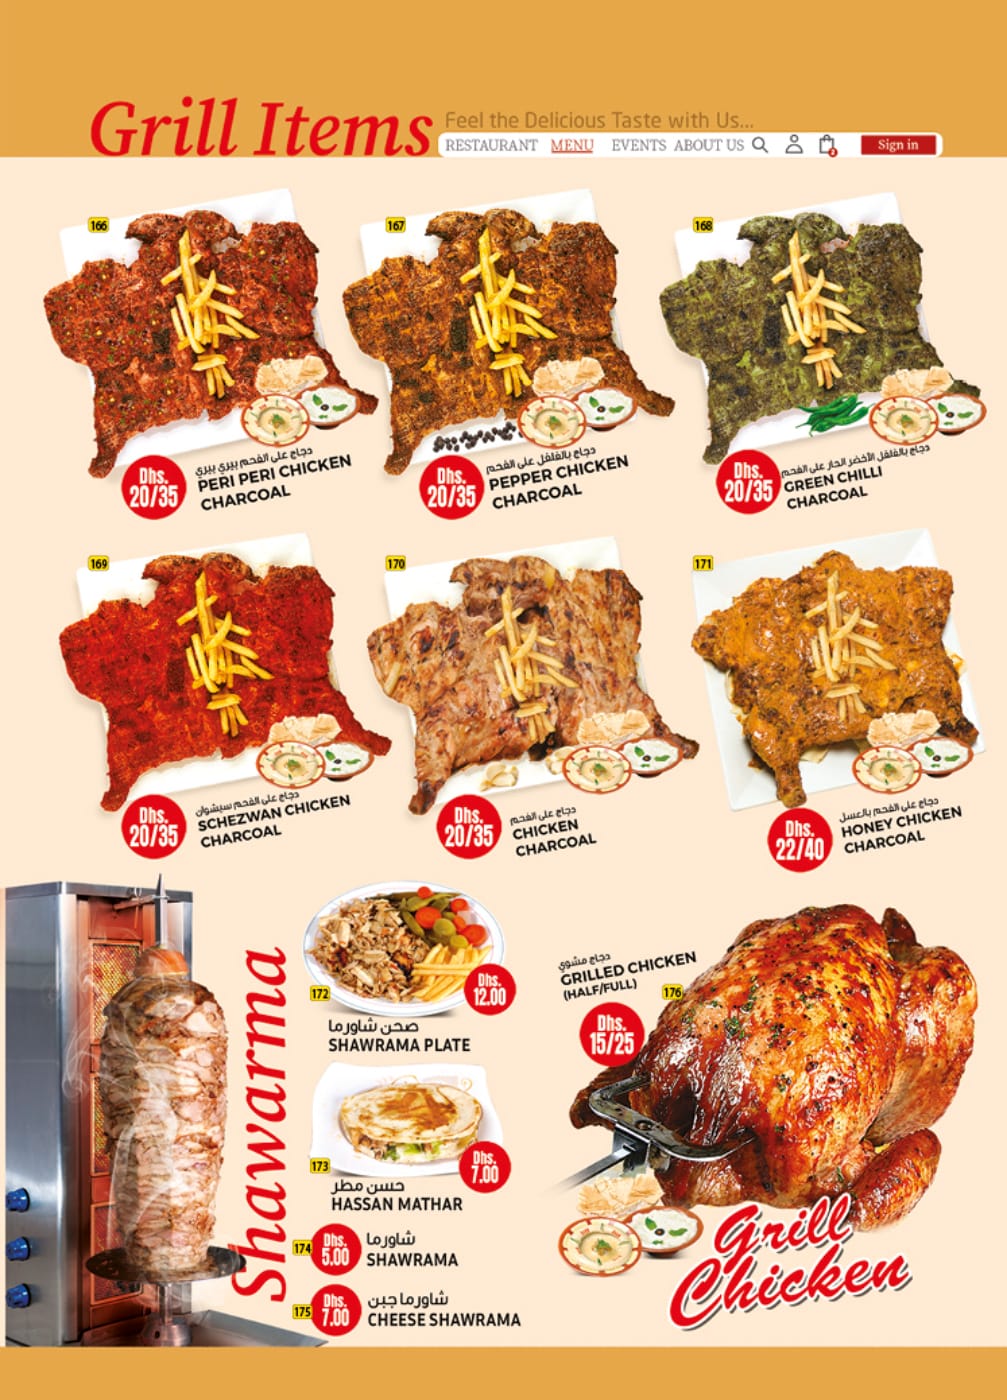 Grill Items
Feel the Delicious Taste with Us...
RESTAURANT MENU EVENTS ABOUT US
2
Sign in
166
دجاج على الفحم بيري بيري
PERI PERI CHICKEN
CHARCOAL
Dhs.
20/35
167
دجاج بالفلفل على الفحم
PEPPER CHICKEN
CHARCOAL
Dhs.
20/35
168
دجاج بالفلفل الأخضر الحار على الفحم
GREEN CHILLI
CHARCOAL
Dhs.
20/35
169
دجاج على الفحم سيشوان
SCHEZWAN CHICKEN
CHARCOAL
Dhs.
20/35
170
دجاج على الفحم
CHICKEN
CHARCOAL
Dhs.
20/35
171
دجاج على الفحم بالعسل
HONEY CHICKEN
CHARCOAL
Dhs.
22/40
Shawarma
172
Dhs.
12.00
صحن شاورما
SHAWRAMA PLATE
173
Dhs.
7.00
حسن مطر
HASSAN MATHAR
174
Dhs.
5.00
شاورما
SHAWRAMA
175
Dhs.
7.00
شاورما جبن
CHEESE SHAWRAMA
دجاج مشوي
GRILLED CHICKEN
(HALF/FULL)
176
Dhs.
15/25
Grill
Chicken